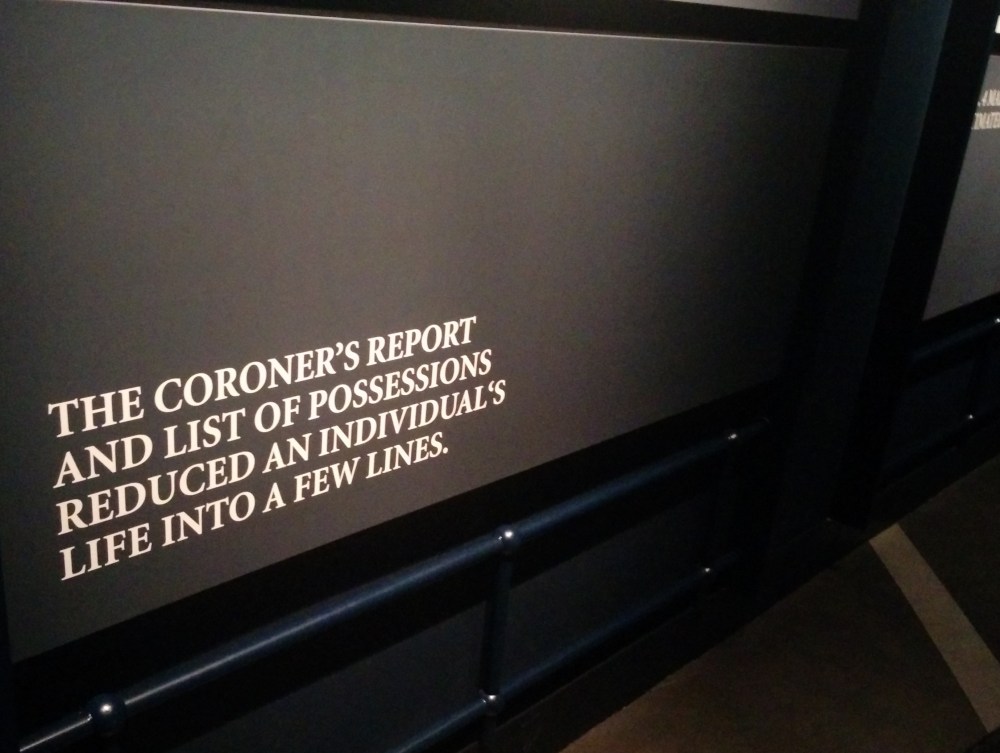 THE CORONER'S REPORT
AND LIST OF POSSESSIONS
REDUCED AN INDIVIDUAL‘S
LIFE INTO A FEW LINES.